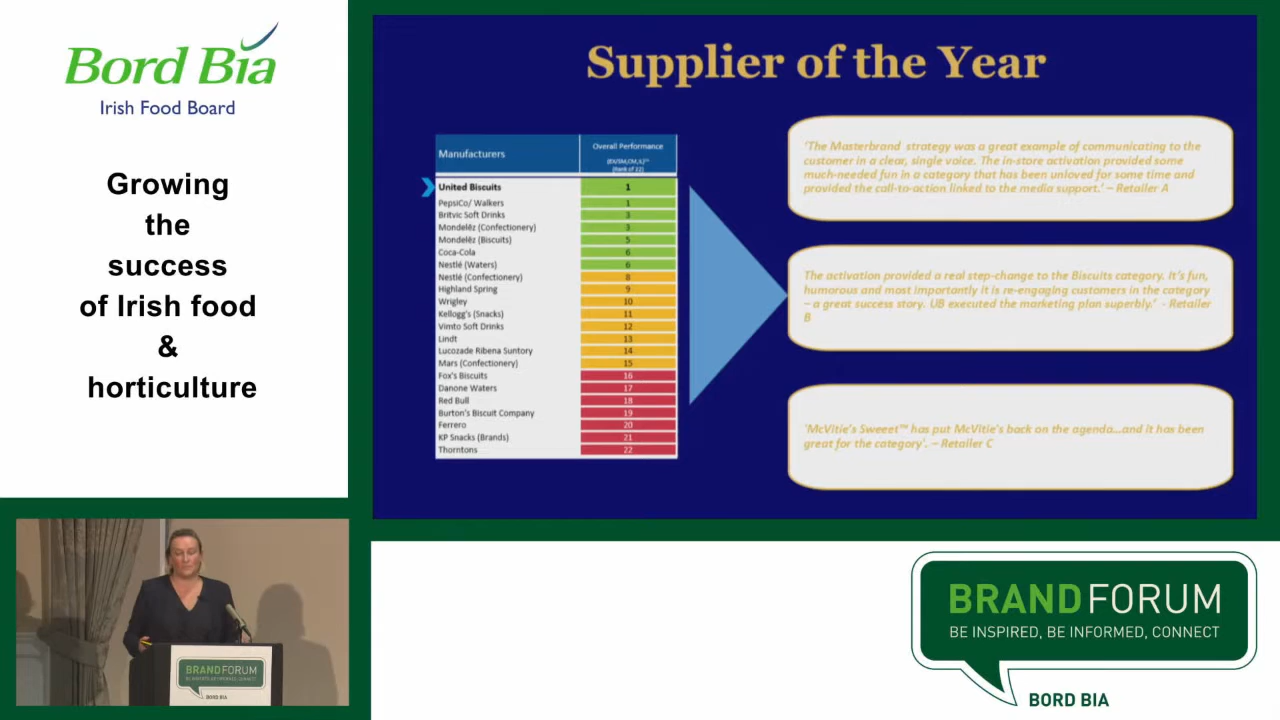 Bord Bia
Irish Food Board
Growing
the
success
of Irish food
&
horticulture
Supplier of the Year
Manufacturers
Overall Performance
(Rank of 22)
United Biscuits 1
PepsiCo/ Walkers 1
Britvic Soft Drinks 3
Mondelēz (Confectionery) 3
Mondelēz (Biscuits) 5
Coca-Cola 6
Nestlé (Waters) 6
Nestlé (Confectionery) 8
Highland Spring 9
Wrigley 10
Kellogg's (Snacks) 11
Vimto Soft Drinks 12
Lindt 13
Lucozade Ribena Suntory 14
Mars (Confectionery) 15
Fox's Biscuits 16
Danone Waters 17
Red Bull 18
Burton's Biscuit Company 19
Ferrero 20
KP Snacks (Brands) 21
Thorntons 22
'The Masterbrand strategy was a great example of communicating to the
customer in a clear, single voice. The in-store activation provided some
much-needed fun in a category that has been unloved for some time and
provided the call-to-action linked to the media support.' – Retailer A
The activation provided a real step-change to the Biscuits category. It's fun,
humorous and most importantly it is re-engaging customers in the category
– a great success story. UB executed the marketing plan superbly.' - Retailer
B
'McVitie's Sweeet™ has put McVitie's back on the agenda...and it has been
great for the category'. – Retailer C
BRANDFORUM
BORD BIA
BRANDFORUM
BE INSPIRED, BE INFORMED, CONNECT
BORD BIA